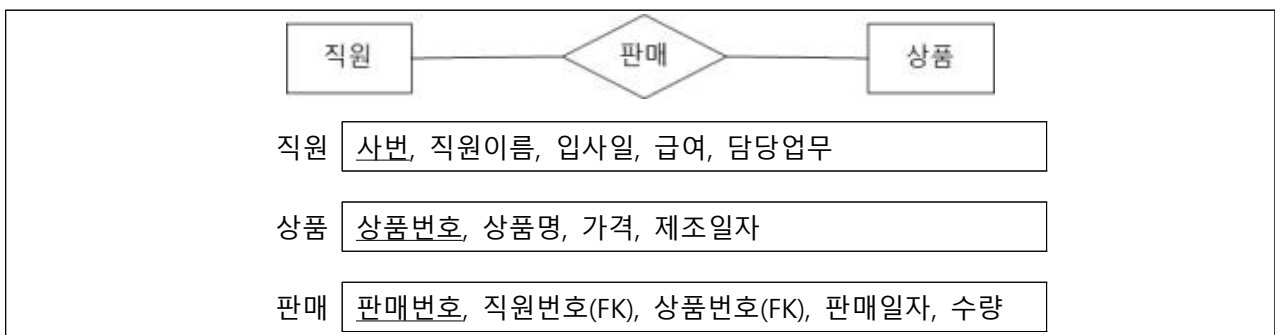 직원 판매 상품
직원 사번, 직원이름, 입사일, 급여, 담당업무
상품 상품번호, 상품명, 가격, 제조일자
판매 판매번호, 직원번호(FK), 상품번호(FK), 판매일자, 수량